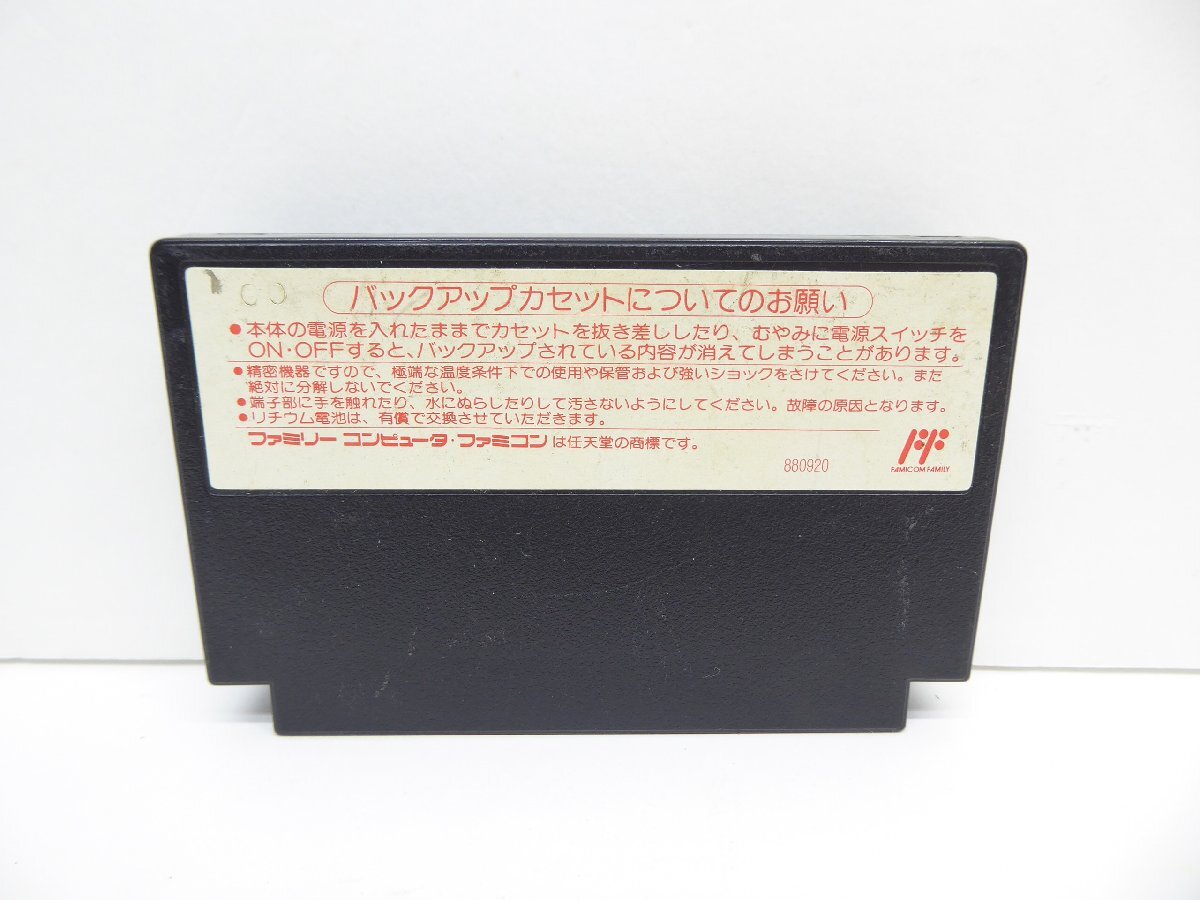 バックアップカセットについてのお願い
●本体の電源を入れたままでカセットを抜き差ししたり、むやみに電源スイッチを
ON・OFFすると、バックアップされている内容が消えてしまうことがあります。
●精密機器ですので、極端な温度条件下での使用や保管および強いショックをさけてください。また
絶対に分解しないでください。
●端子部に手を触れたり、水にぬらしたりして汚さないようにしてください。故障の原因となります。
●リチウム電池は、有償で交換させていただきます。
ファミリーコンピュータ・ファミコンは任天堂の商標です。
880920
FAMICOM FAMILY